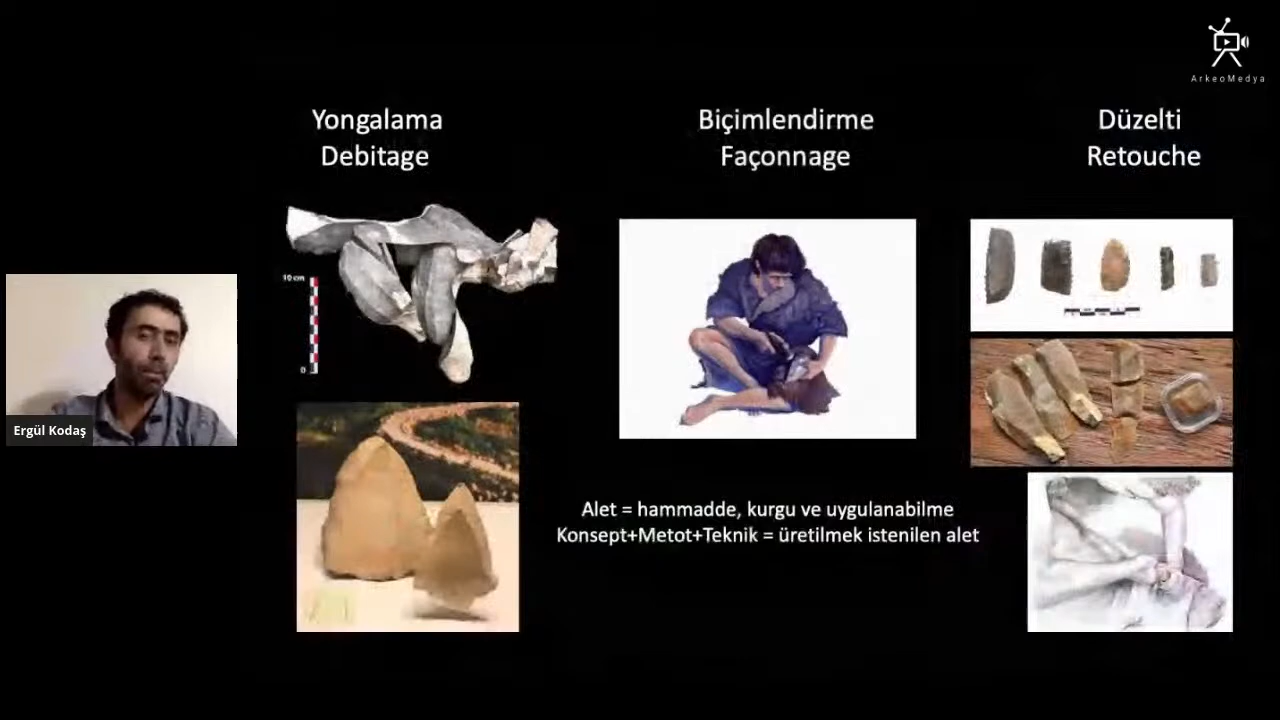 ArkeoMedya
Yongalama
Debitage
Biçimlendirme
Façonnage
Düzelti
Retouche
10 cm
0
Ergül Kodaş
Alet = hammadde, kurgu ve uygulanabilme
Konsept+Metot+Teknik = üretilmek istenilen alet